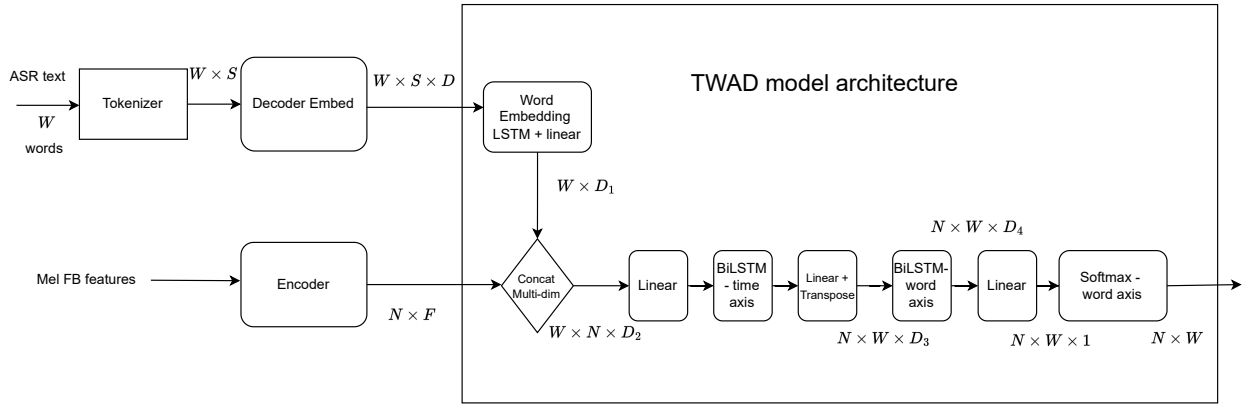 TWAD model architecture
ASR text
W
words
Tokenizer
W × S
Decoder Embed
W × S × D
Word
Embedding
LSTM + linear
W × D₁
Mel FB features
Encoder
N × F
Concat
Multi-dim
W × N × D₂
Linear
BiLSTM
- time
axis
Linear +
Transpose
N × W × D₃
BiLSTM-
word
axis
N × W × D₄
Linear
N × W × 1
Softmax -
word axis
N × W